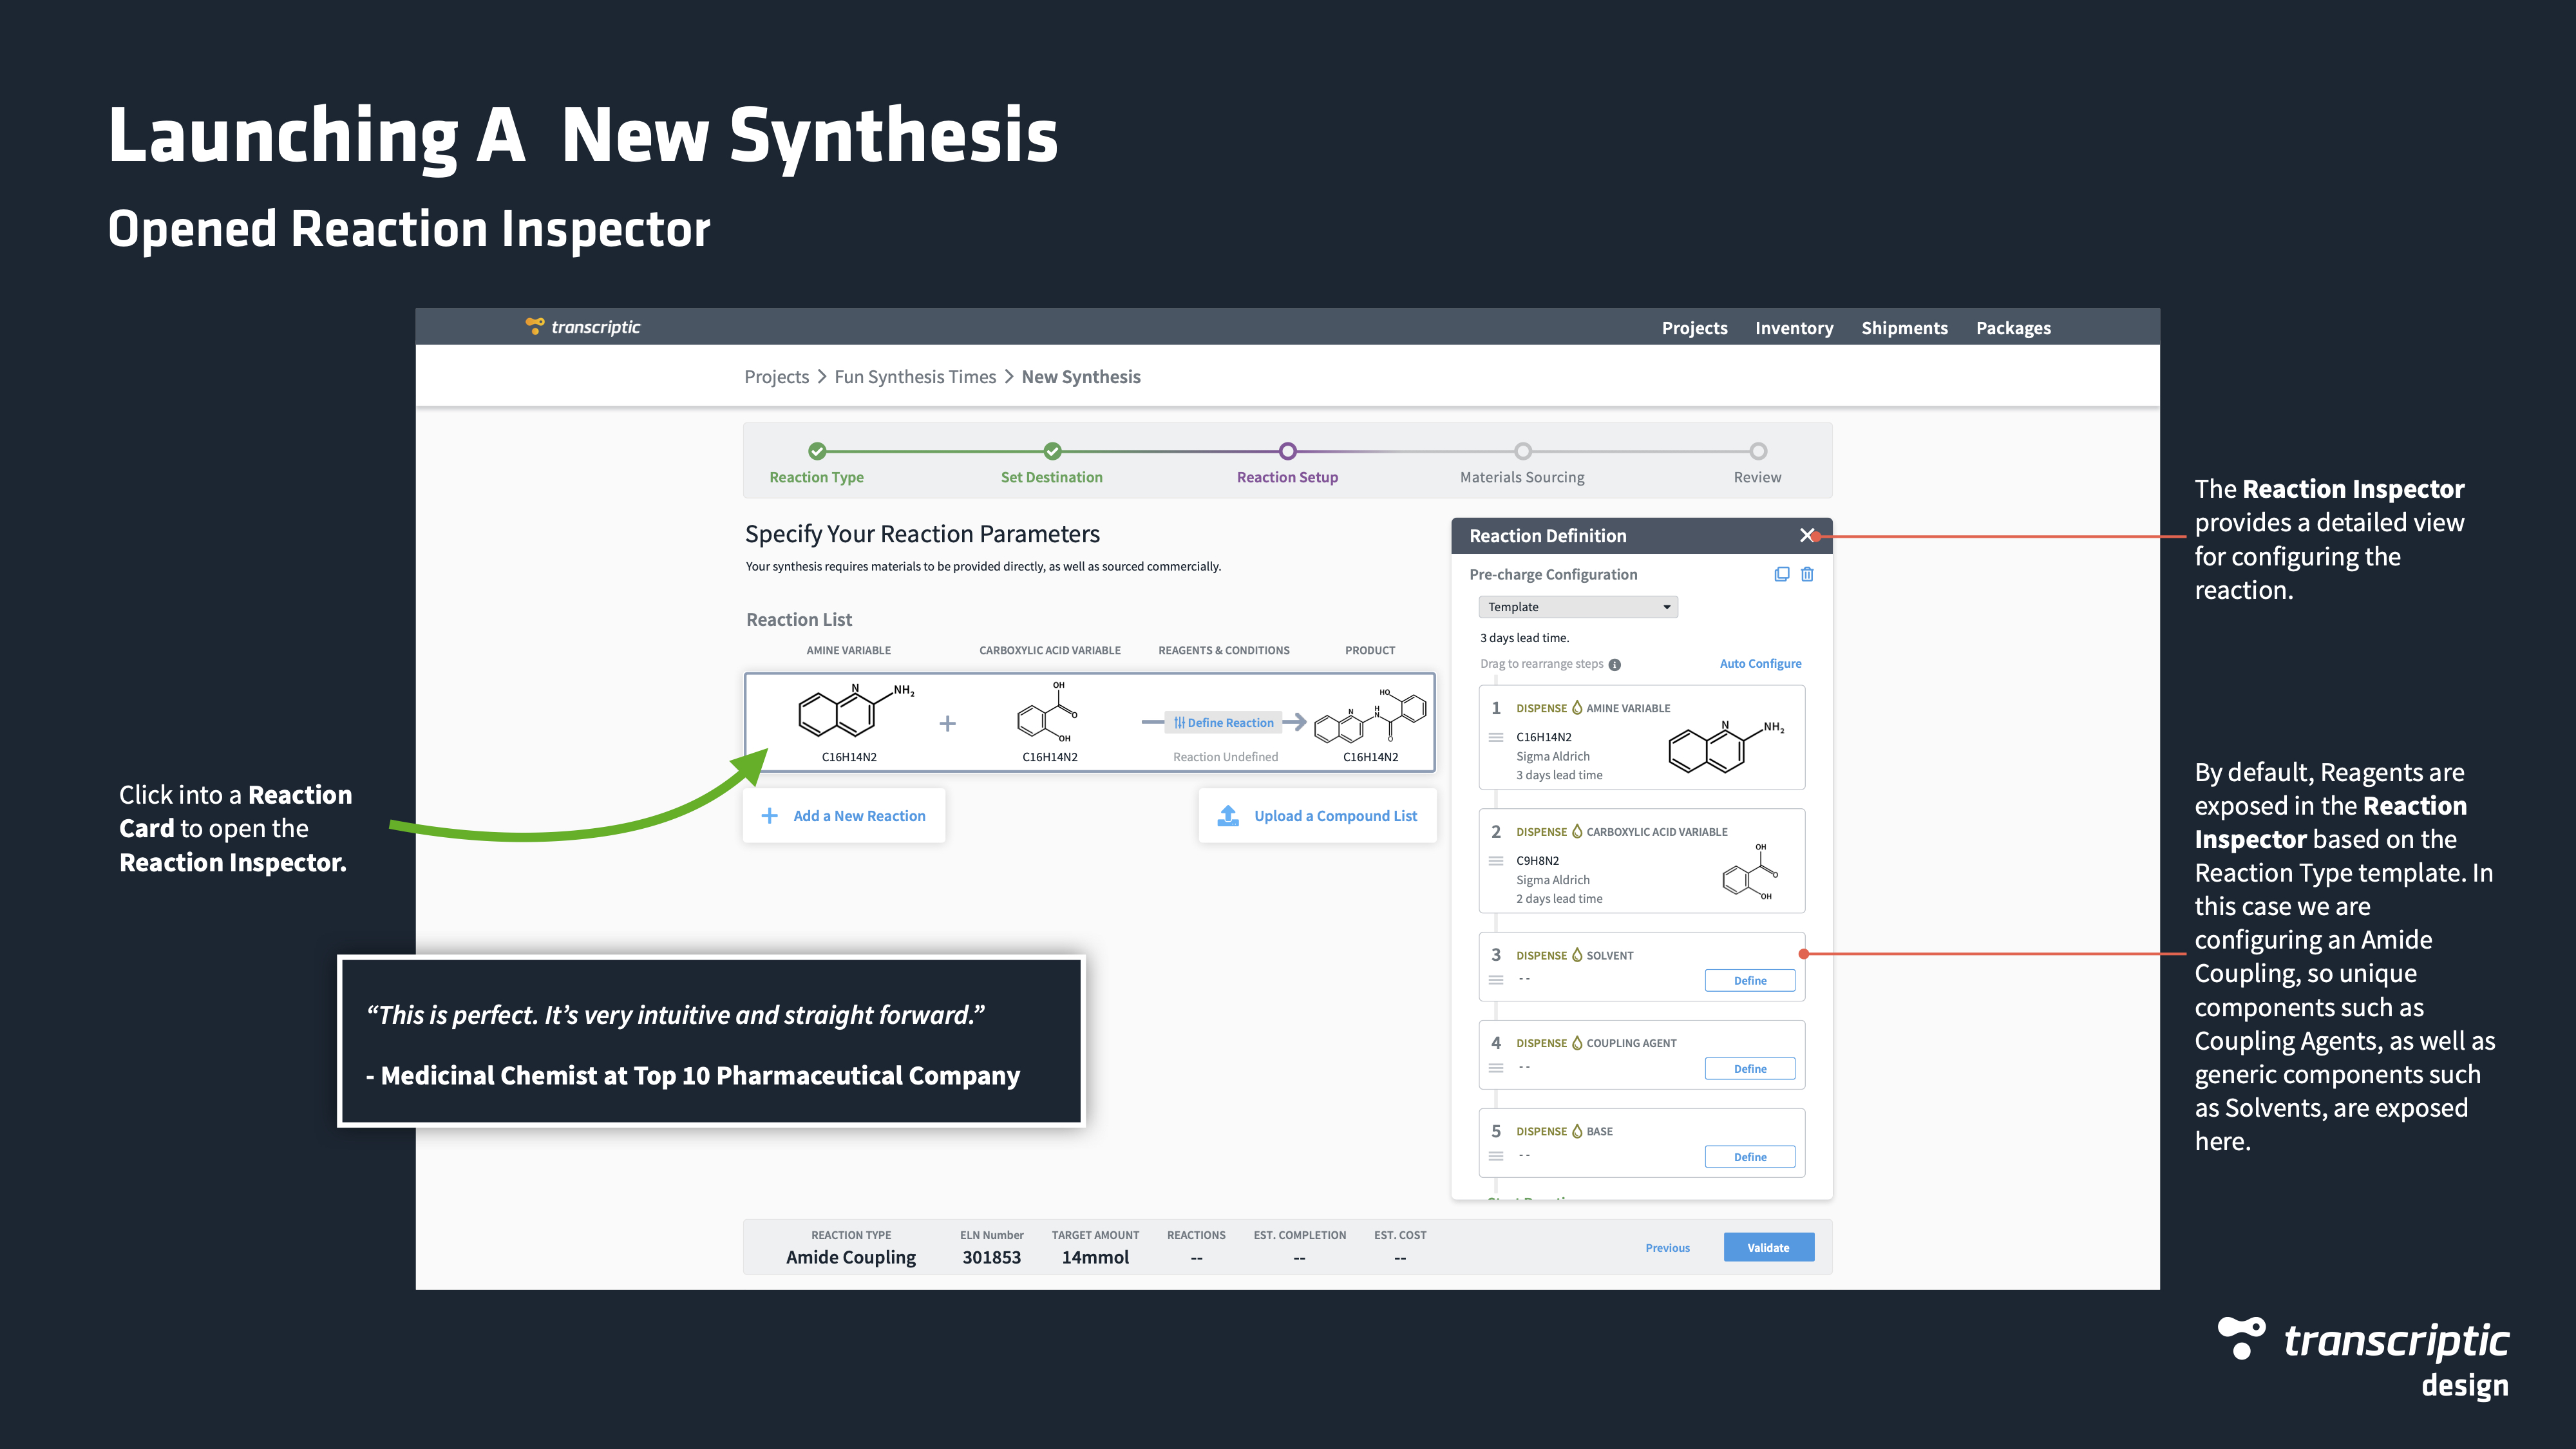 Launching A  New Synthesis
Opened Reaction Inspector
transcriptic
Projects Inventory Shipments Packages
Projects > Fun Synthesis Times > New Synthesis
Reaction Type Set Destination Reaction Setup Materials Sourcing Review
Specify Your Reaction Parameters
Your synthesis requires materials to be provided directly, as well as sourced commercially.
Reaction List
AMINE VARIABLE CARBOXYLIC ACID VARIABLE REAGENTS & CONDITIONS PRODUCT
N NH2
+
OH
O
OH
Define Reaction
HO
N H N
O
C16H14N2 C16H14N2 Reaction Undefined C16H14N2
+ Add a New Reaction
Upload a Compound List
Reaction Definition
Pre-charge Configuration
Template
3 days lead time.
Drag to rearrange steps i Auto Configure
1 DISPENSE AMINE VARIABLE
N NH2
C16H14N2
Sigma Aldrich
3 days lead time
2 DISPENSE CARBOXYLIC ACID VARIABLE
OH
O
OH
C9H8N2
Sigma Aldrich
2 days lead time
3 DISPENSE SOLVENT
-- Define
4 DISPENSE COUPLING AGENT
-- Define
5 DISPENSE BASE
-- Define
REACTION TYPE ELN Number TARGET AMOUNT REACTIONS EST. COMPLETION EST. COST
Amide Coupling 301853 14mmol -- -- --
Previous Validate
Click into a Reaction
Card to open the
Reaction Inspector.
“This is perfect. It’s very intuitive and straight forward.”
- Medicinal Chemist at Top 10 Pharmaceutical Company
The Reaction Inspector
provides a detailed view
for configuring the
reaction.
By default, Reagents are
exposed in the Reaction
Inspector based on the
Reaction Type template. In
this case we are
configuring an Amide
Coupling, so unique
components such as
Coupling Agents, as well as
generic components such
as Solvents, are exposed
here.
transcriptic
design